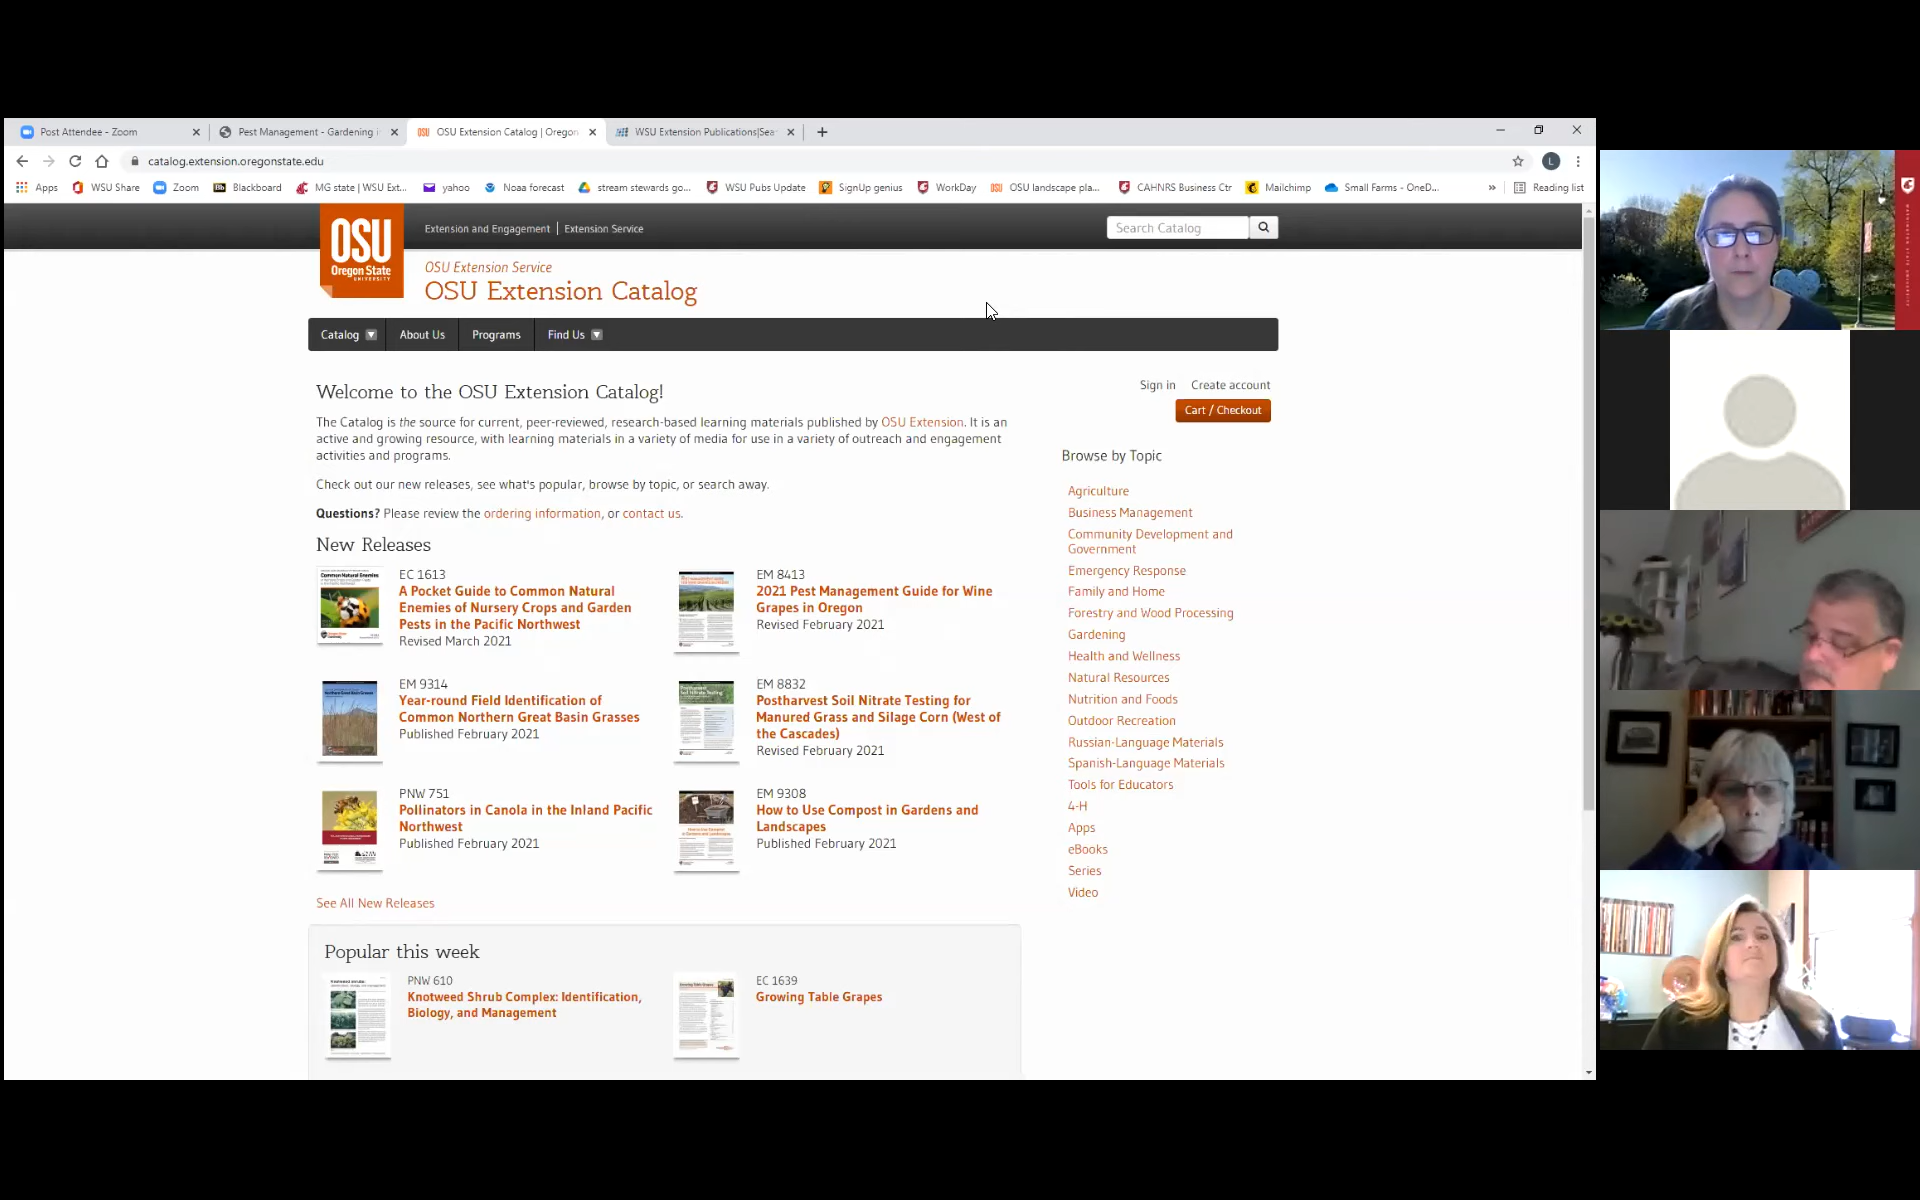 Post Attendee - Zoom
Pest Management - Gardening i
OSU Extension Catalog | Oregon
WSU Extension Publications|Sea
catalog.extension.oregonstate.edu
L
Apps
WSU Share
Zoom
Bb
Blackboard
MG state | WSU Ext...
yahoo
Noaa forecast
stream stewards go...
WSU Pubs Update
SignUp genius
WorkDay
OSU OSU landscape pla...
CAHNRS Business Ctr
Mailchimp
Small Farms - OneD...
»
Reading list
OSU
Oregon State
UNIVERSITY
Extension and Engagement | Extension Service
Search Catalog
OSU Extension Service
OSU Extension Catalog
Catalog
About Us
Programs
Find Us
Welcome to the OSU Extension Catalog!
The Catalog is the source for current, peer-reviewed, research-based learning materials published by OSU Extension. It is an
active and growing resource, with learning materials in a variety of media for use in a variety of outreach and engagement
activities and programs.
Check out our new releases, see what's popular, browse by topic, or search away.
Questions? Please review the ordering information, or contact us.
New Releases
Common Natural Enemies
EC 1613
A Pocket Guide to Common Natural
Enemies of Nursery Crops and Garden
Pests in the Pacific Northwest
Revised March 2021
EM 8413
2021 Pest Management Guide for Wine
Grapes in Oregon
Revised February 2021
EM 9314
Year-round Field Identification of
Common Northern Great Basin Grasses
Published February 2021
EM 8832
Postharvest Soil Nitrate Testing for
Manured Grass and Silage Corn (West of
the Cascades)
Revised February 2021
PNW 751
Pollinators in Canola in the Inland Pacific
Northwest
Published February 2021
EM 9308
How to Use Compost in Gardens and
Landscapes
Published February 2021
See All New Releases
Popular this week
PNW 610
Knotweed Shrub Complex: Identification,
Biology, and Management
EC 1639
Growing Table Grapes
Sign in
Create account
Cart / Checkout
Browse by Topic
Agriculture
Business Management
Community Development and
Government
Emergency Response
Family and Home
Forestry and Wood Processing
Gardening
Health and Wellness
Natural Resources
Nutrition and Foods
Outdoor Recreation
Russian-Language Materials
Spanish-Language Materials
Tools for Educators
4-H
Apps
eBooks
Series
Video